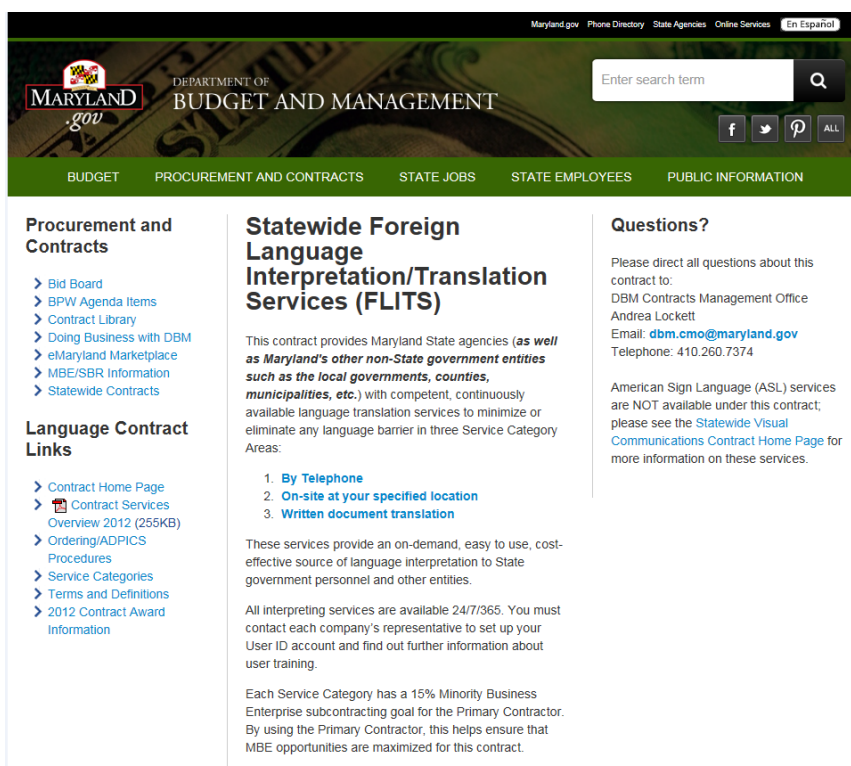 Maryland.gov Phone Directory State Agencies Online Services En Español
MARYLAND
.gov
DEPARTMENT OF
BUDGET AND MANAGEMENT
Enter search term
f
ALL
BUDGET PROCUREMENT AND CONTRACTS STATE JOBS STATE EMPLOYEES PUBLIC INFORMATION
Procurement and
Contracts
Bid Board
BPW Agenda Items
Contract Library
Doing Business with DBM
eMaryland Marketplace
MBE/SBR Information
Statewide Contracts
Language Contract
Links
Contract Home Page
Contract Services
Overview 2012 (255KB)
Ordering/ADPICS
Procedures
Service Categories
Terms and Definitions
2012 Contract Award
Information
Statewide Foreign
Language
Interpretation/Translation
Services (FLITS)
This contract provides Maryland State agencies (as well
as Maryland's other non-State government entities
such as the local governments, counties,
municipalities, etc.) with competent, continuously
available language translation services to minimize or
eliminate any language barrier in three Service Category
Areas:
1. By Telephone
2. On-site at your specified location
3. Written document translation
These services provide an on-demand, easy to use, cost-
effective source of language interpretation to State
government personnel and other entities.
All interpreting services are available 24/7/365. You must
contact each company's representative to set up your
User ID account and find out further information about
user training.
Each Service Category has a 15% Minority Business
Enterprise subcontracting goal for the Primary Contractor.
By using the Primary Contractor, this helps ensure that
MBE opportunities are maximized for this contract.
Questions?
Please direct all questions about this
contract to:
DBM Contracts Management Office
Andrea Lockett
Email: dbm.cmo@maryland.gov
Telephone: 410.260.7374
American Sign Language (ASL) services
are NOT available under this contract;
please see the Statewide Visual
Communications Contract Home Page for
more information on these services.